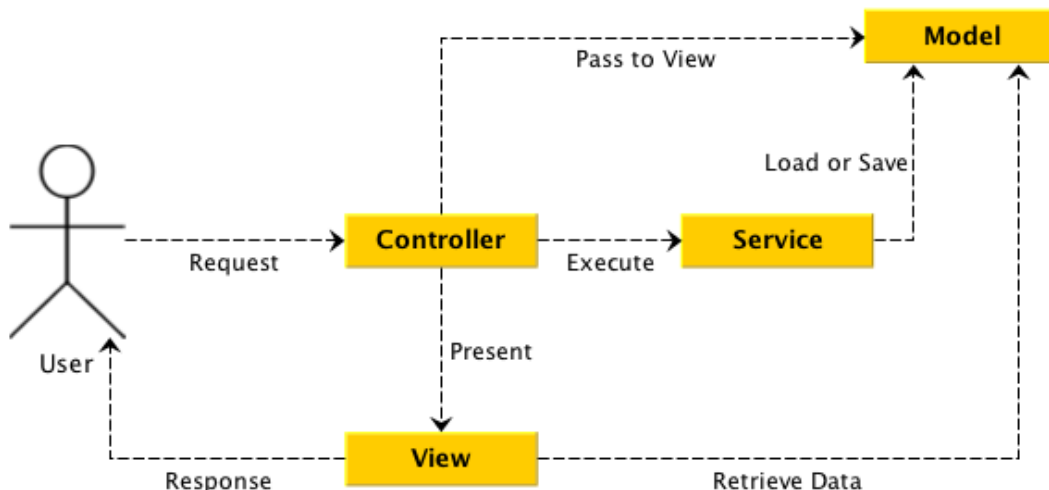 Model
Pass to View
Load or Save
Controller
Service
Request
Execute
Present
User
View
Response
Retrieve Data